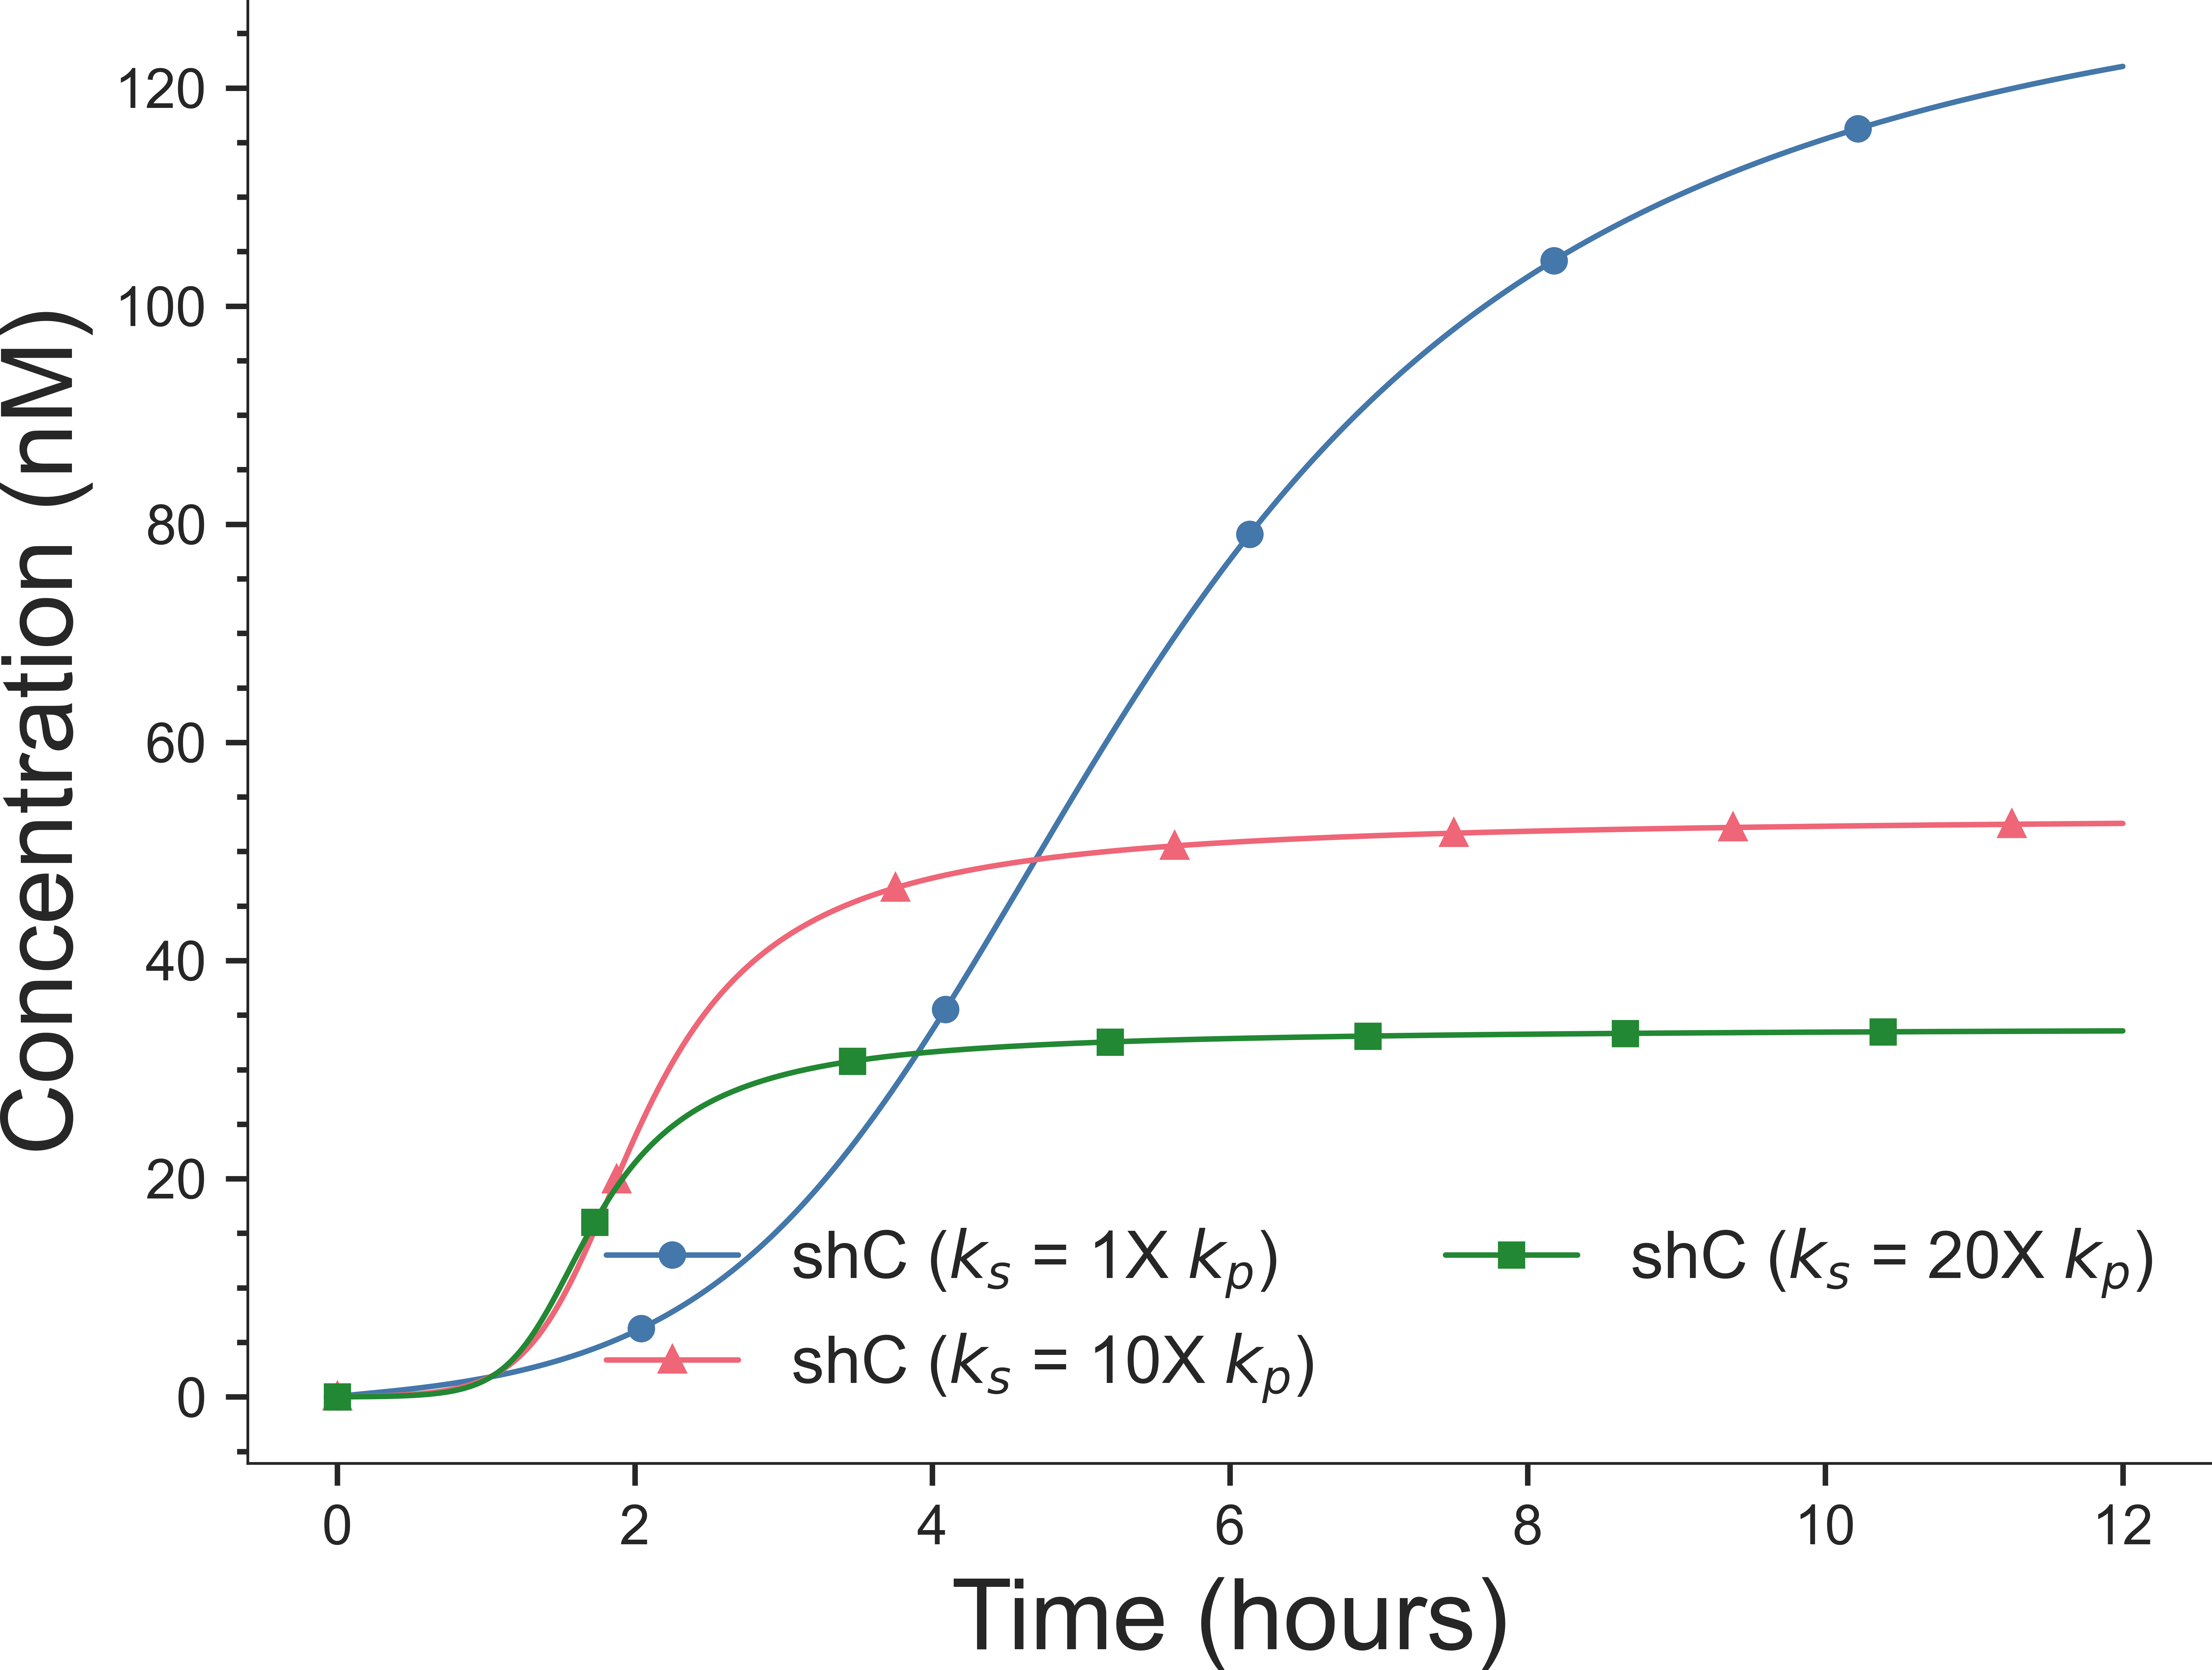 Concentration (nM)
120
100
80
60
40
20
0
shC (kₛ = 1X kₚ)
shC (kₛ = 10X kₚ)
shC (kₛ = 20X kₚ)
0 2 4 6 8 10 12
Time (hours)